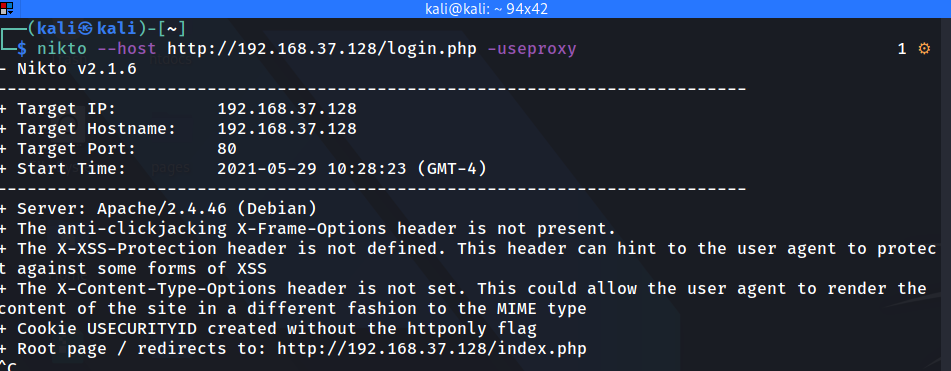 kali@kali: ~ 94x42
┌──(kali㉿kali)-[~]
└─$ nikto --host http://192.168.37.128/login.php -useproxy 1 ⚙
- Nikto v2.1.6
---------------------------------------------------------------------------
+ Target IP: 192.168.37.128
+ Target Hostname: 192.168.37.128
+ Target Port: 80
+ Start Time: 2021-05-29 10:28:23 (GMT-4)
---------------------------------------------------------------------------
+ Server: Apache/2.4.46 (Debian)
+ The anti-clickjacking X-Frame-Options header is not present.
+ The X-XSS-Protection header is not defined. This header can hint to the user agent to protec
t against some forms of XSS
+ The X-Content-Type-Options header is not set. This could allow the user agent to render the
content of the site in a different fashion to the MIME type
+ Cookie USECURITYID created without the httponly flag
+ Root page / redirects to: http://192.168.37.128/index.php
^C